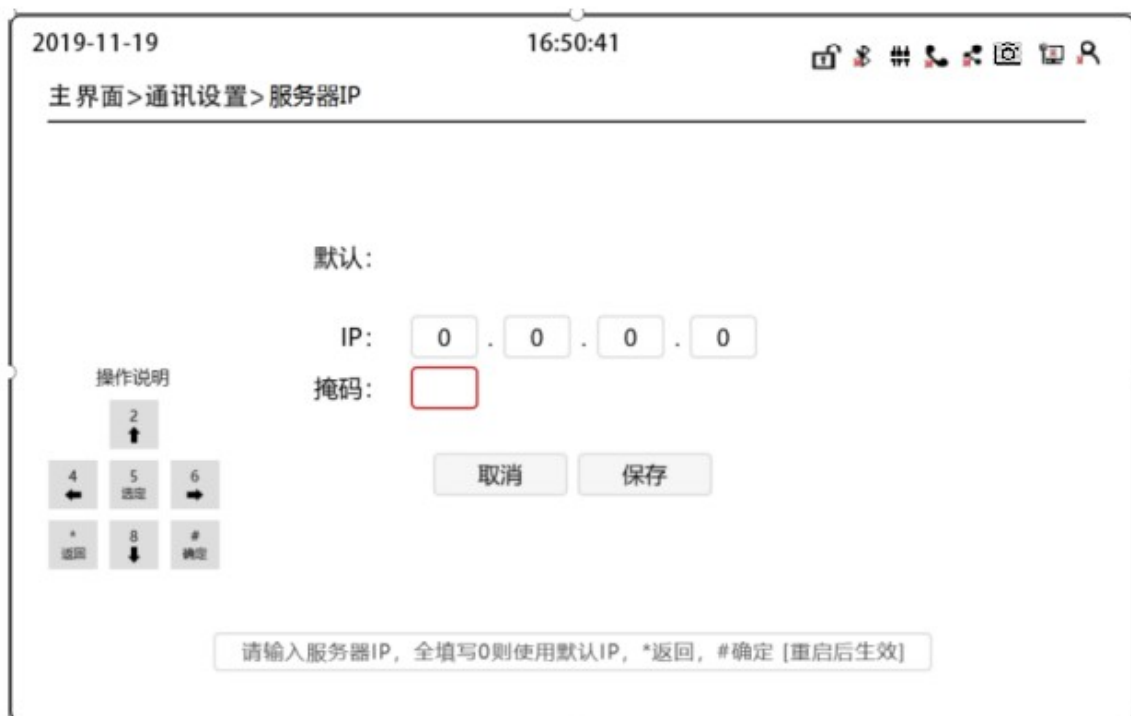 2019-11-19 16:50:41
主界面>通讯设置>服务器IP
默认:
IP: 0 . 0 . 0 . 0
掩码:
操作说明
2
4 5 6
选定
* 8 #
返回 确定
取消 保存
请输入服务器IP，全填写0则使用默认IP，*返回，#确定 [重启后生效]